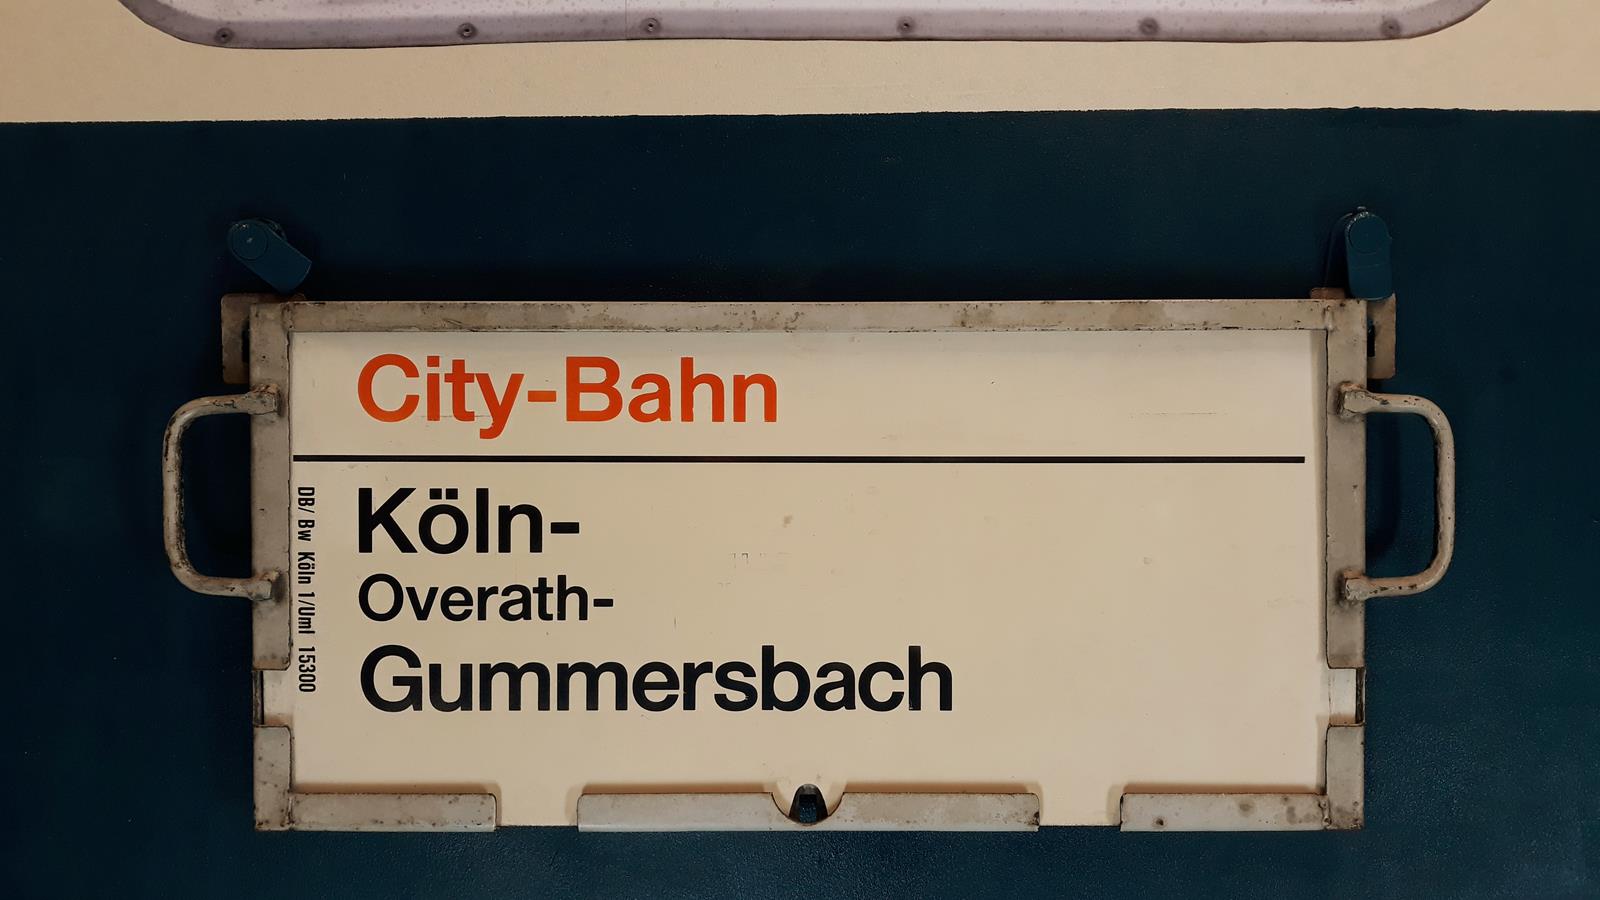 City-Bahn
Köln-
Overath-
Gummersbach
DB/ Bw Köln 1/Uml 15300